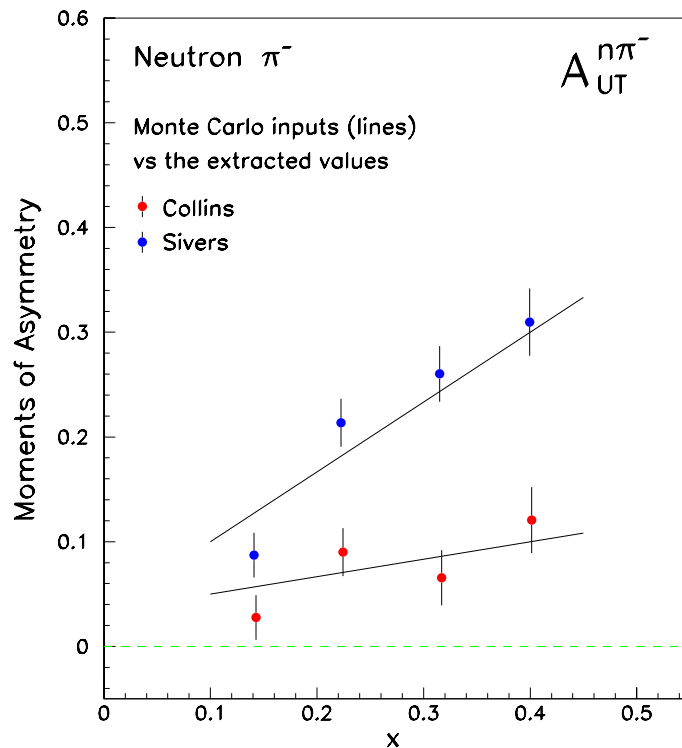 Neutron π⁻
A_UT^nπ⁻
Monte Carlo inputs (lines)
vs the extracted values
Collins
Sivers
Moments of Asymmetry
0.6
0.5
0.4
0.3
0.2
0.1
0
0
0.1
0.2
0.3
0.4
0.5
x